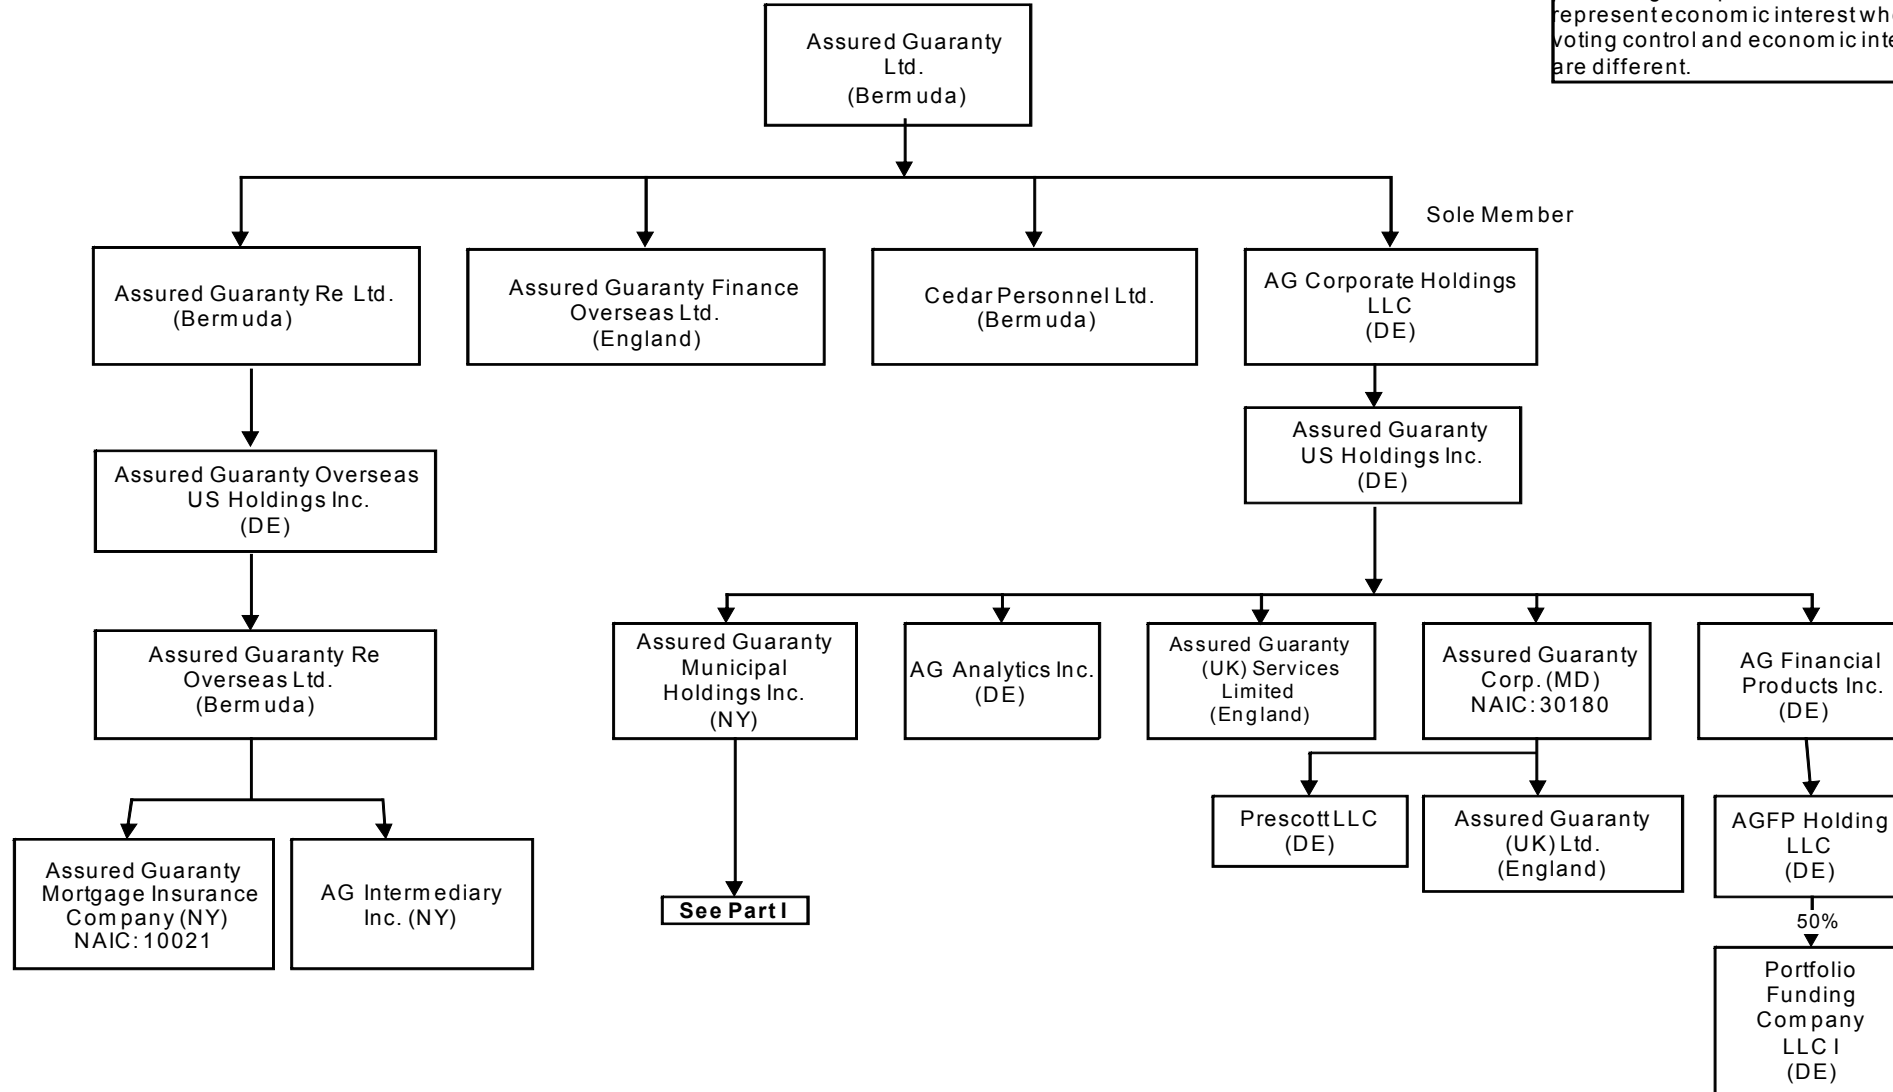 represent economic interest
voting control and economic
are different.
Assured Guaranty
Ltd.
(Bermuda)
Sole Member
Assured Guaranty Re Ltd.
(Bermuda)
Assured Guaranty Finance
Overseas Ltd.
(England)
Cedar Personnel Ltd.
(Bermuda)
AG Corporate Holdings
LLC
(DE)
Assured Guaranty
US Holdings Inc.
(DE)
Assured Guaranty Overseas
US Holdings Inc.
(DE)
Assured Guaranty Re
Overseas Ltd.
(Bermuda)
Assured Guaranty
Municipal
Holdings Inc.
(NY)
AG Analytics Inc.
(DE)
Assured Guaranty
(UK) Services
Limited
(England)
Assured Guaranty
Corp. (MD)
NAIC: 30180
AG Financial
Products Inc.
(DE)
Prescott LLC
(DE)
Assured Guaranty
(UK) Ltd.
(England)
AGFP Holding
LLC
(DE)
Assured Guaranty
Mortgage Insurance
Company (NY)
NAIC: 10021
AG Intermediary
Inc. (NY)
See Part I
50%
Portfolio
Funding
Company
LLC I
(DE)